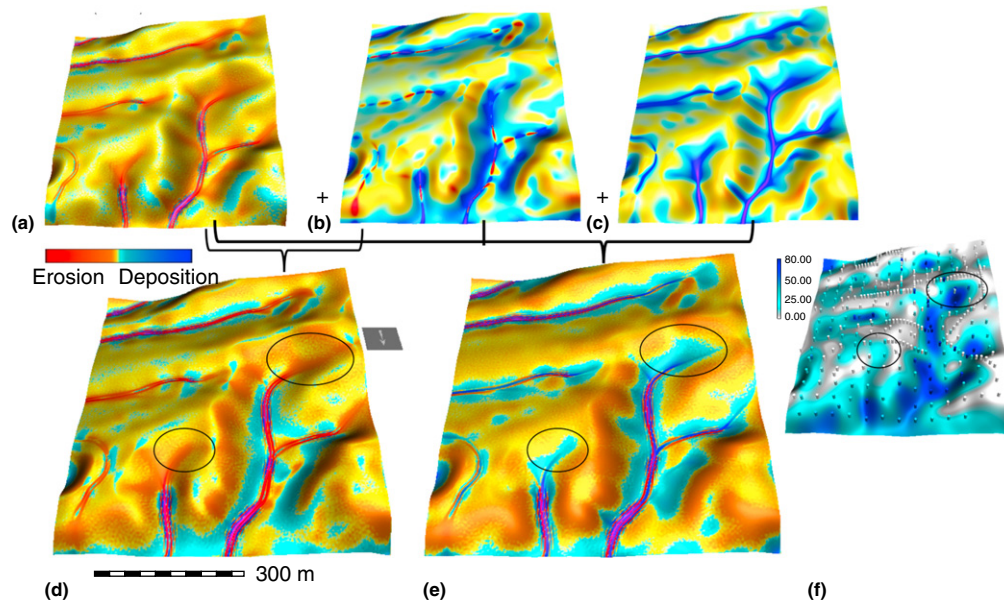 (a)
+
(b)
+
(c)
Erosion Deposition
80.00
50.00
25.00
0.00
300 m
(d)
(e)
(f)